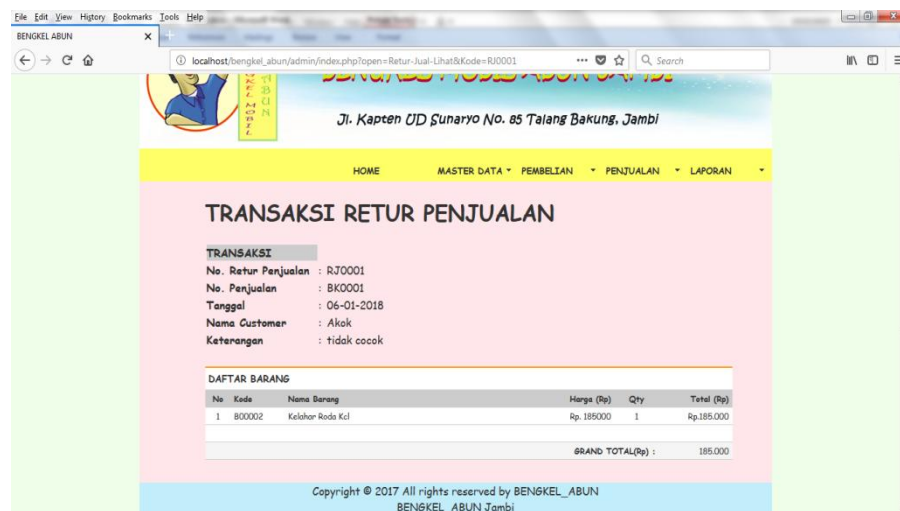 File Edit View History Bookmarks Tools Help
BENGKEL ABUN
localhost/bengkel_abun/admin/index.php?open=Retur-Jual-Lihat&Kode=RJ0001
Search
Jl. Kapten UD Sunaryo No. 85 Talang Bakung, Jambi
HOME MASTER DATA PEMBELIAN PENJUALAN LAPORAN
TRANSAKSI RETUR PENJUALAN
TRANSAKSI
No. Retur Penjualan : RJ0001
No. Penjualan : BK0001
Tanggal : 06-01-2018
Nama Customer : Akok
Keterangan : tidak cocok
DAFTAR BARANG
No Kode Nama Barang Harga (Rp) Qty Total (Rp)
1 B00002 Kelahar Roda Kcl Rp. 185000 1 Rp.185.000
GRAND TOTAL(Rp) : 185.000
Copyright © 2017 All rights reserved by BENGKEL_ABUN
BENGKEL_ABUN Jambi